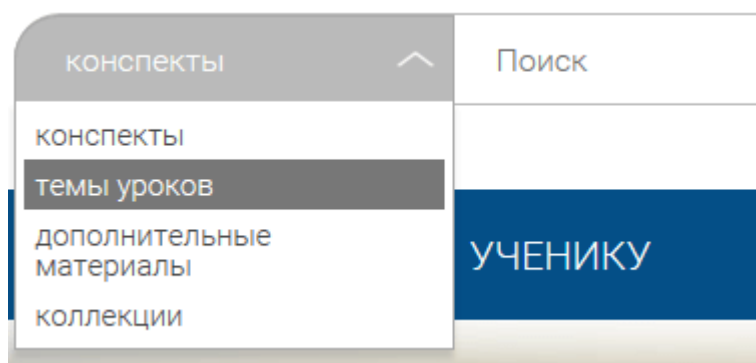 конспекты
Поиск
конспекты
темы уроков
дополнительные
материалы
коллекции
УЧЕНИКУ